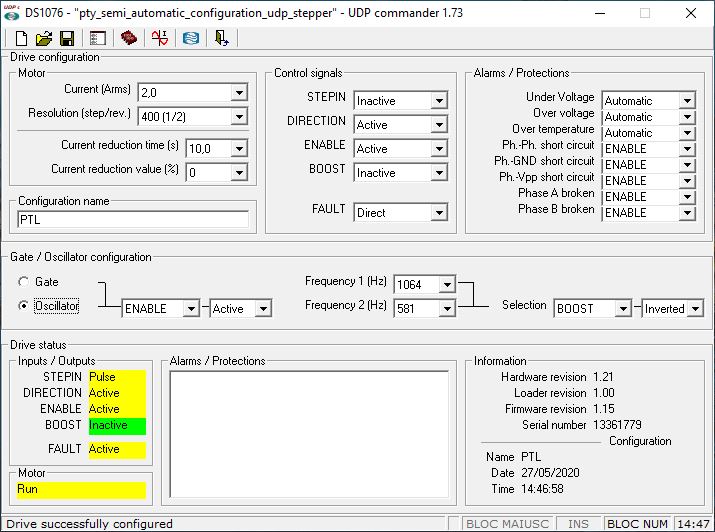 UDP c
DS1076 - "pty_semi_automatic_configuration_udp_stepper" - UDP commander 1.73
Drive configuration
Motor
Current (Arms) 2,0
Resolution (step/rev.) 400 (1/2)
Current reduction time (s) 10,0
Current reduction value (%) 0
Configuration name
PTL
Control signals
STEPIN Inactive
DIRECTION Active
ENABLE Active
BOOST Inactive
FAULT Direct
Alarms / Protections
Under Voltage Automatic
Over voltage Automatic
Over temperature Automatic
Ph.-Ph. short circuit ENABLE
Ph.-GND. short circuit ENABLE
Ph.-Vpp short circuit ENABLE
Phase A broken ENABLE
Phase B broken ENABLE
Gate / Oscillator configuration
Gate
Oscillator
ENABLE Active
Frequency 1 (Hz) 1064
Frequency 2 (Hz) 581
Selection BOOST Inverted
Drive status
Inputs / Outputs
STEPIN Pulse
DIRECTION Active
ENABLE Active
BOOST Inactive
FAULT Active
Motor
Run
Alarms / Protections
Information
Hardware revision 1.21
Loader revision 1.00
Firmware revision 1.15
Serial number 13361779
Configuration
Name PTL
Date 27/05/2020
Time 14:46:58
Drive successfully configured
BLOC MAIUSC INS BLOC NUM 14:47